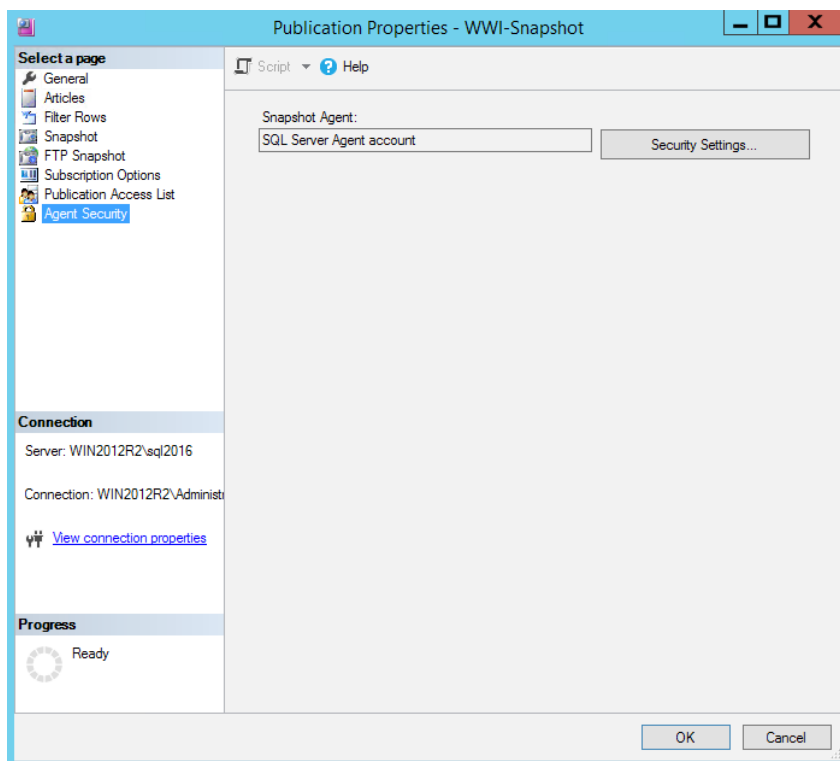 Publication Properties - WWI-Snapshot
Select a page
General
Articles
Filter Rows
Snapshot
FTP Snapshot
Subscription Options
Publication Access List
Agent Security
Script
Help
Snapshot Agent:
SQL Server Agent account
Security Settings...
Connection
Server: WIN2012R2\sql2016
Connection: WIN2012R2\Administr
View connection properties
Progress
Ready
OK
Cancel